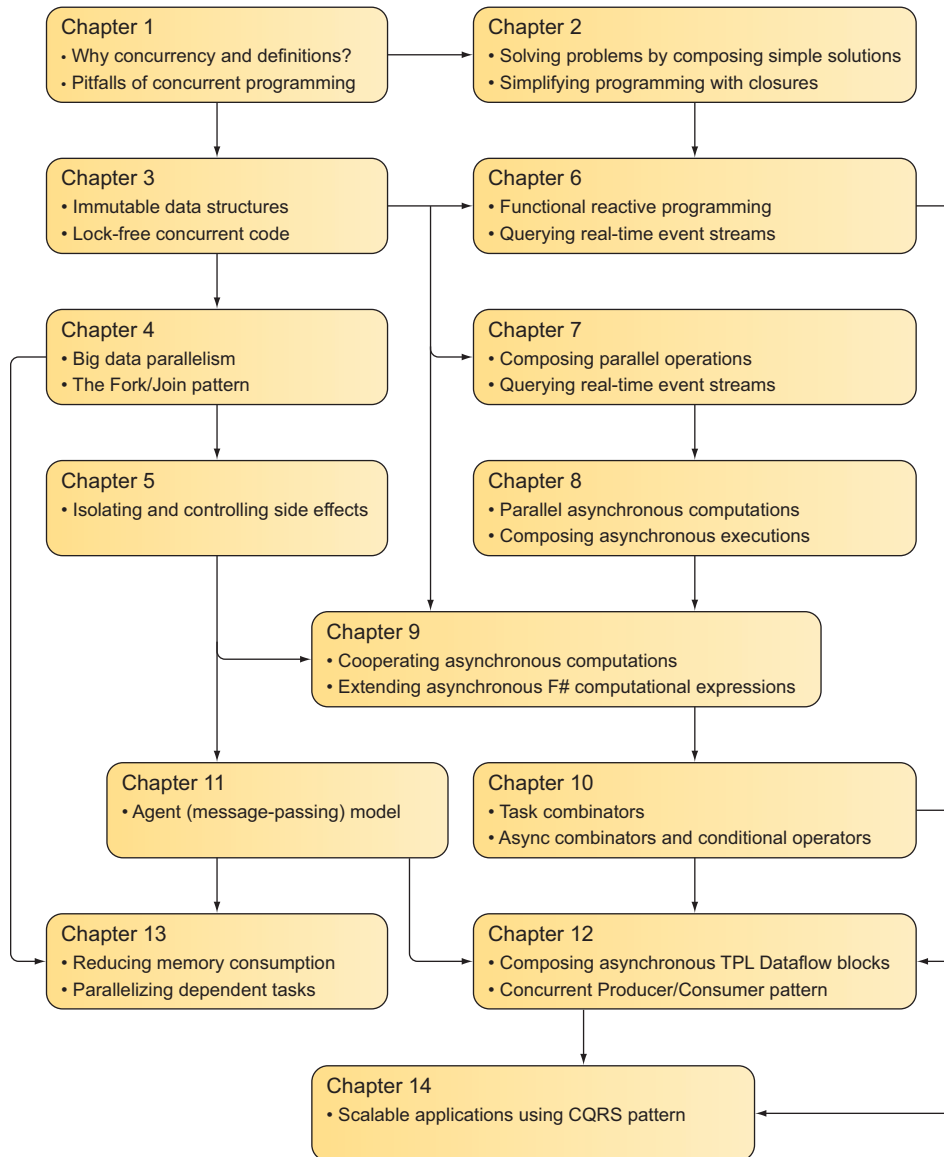 Chapter 1
• Why concurrency and definitions?
• Pitfalls of concurrent programming
Chapter 2
• Solving problems by composing simple solutions
• Simplifying programming with closures
Chapter 3
• Immutable data structures
• Lock-free concurrent code
Chapter 6
• Functional reactive programming
• Querying real-time event streams
Chapter 4
• Big data parallelism
• The Fork/Join pattern
Chapter 7
• Composing parallel operations
• Querying real-time event streams
Chapter 5
• Isolating and controlling side effects
Chapter 8
• Parallel asynchronous computations
• Composing asynchronous executions
Chapter 9
• Cooperating asynchronous computations
• Extending asynchronous F# computational expressions
Chapter 11
• Agent (message-passing) model
Chapter 10
• Task combinators
• Async combinators and conditional operators
Chapter 13
• Reducing memory consumption
• Parallelizing dependent tasks
Chapter 12
• Composing asynchronous TPL Dataflow blocks
• Concurrent Producer/Consumer pattern
Chapter 14
• Scalable applications using CQRS pattern